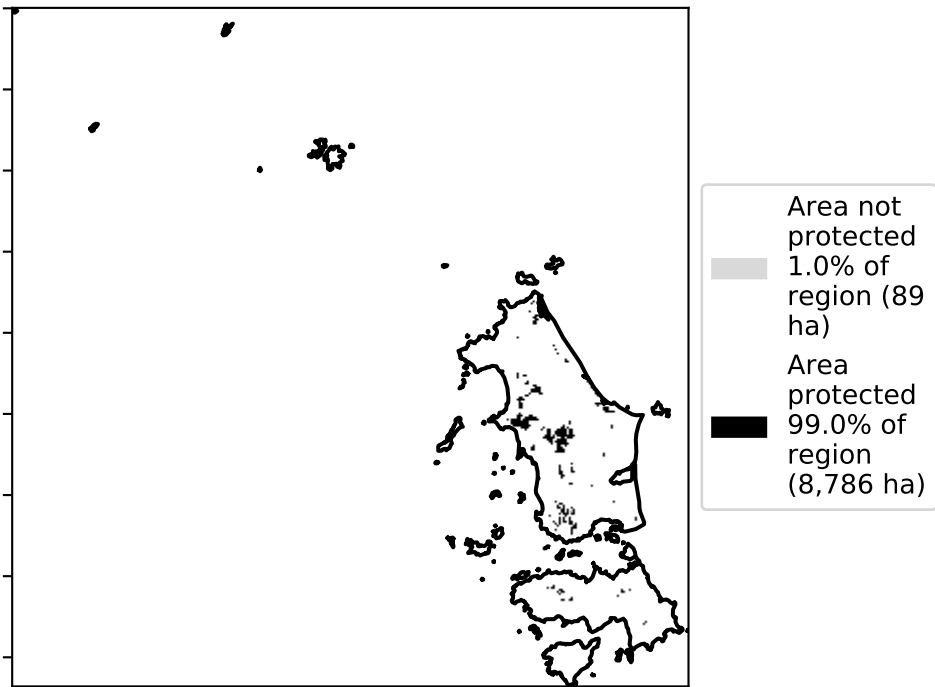 Area not
protected
1.0% of
region (89
ha)
Area
protected
99.0% of
region
(8,786 ha)